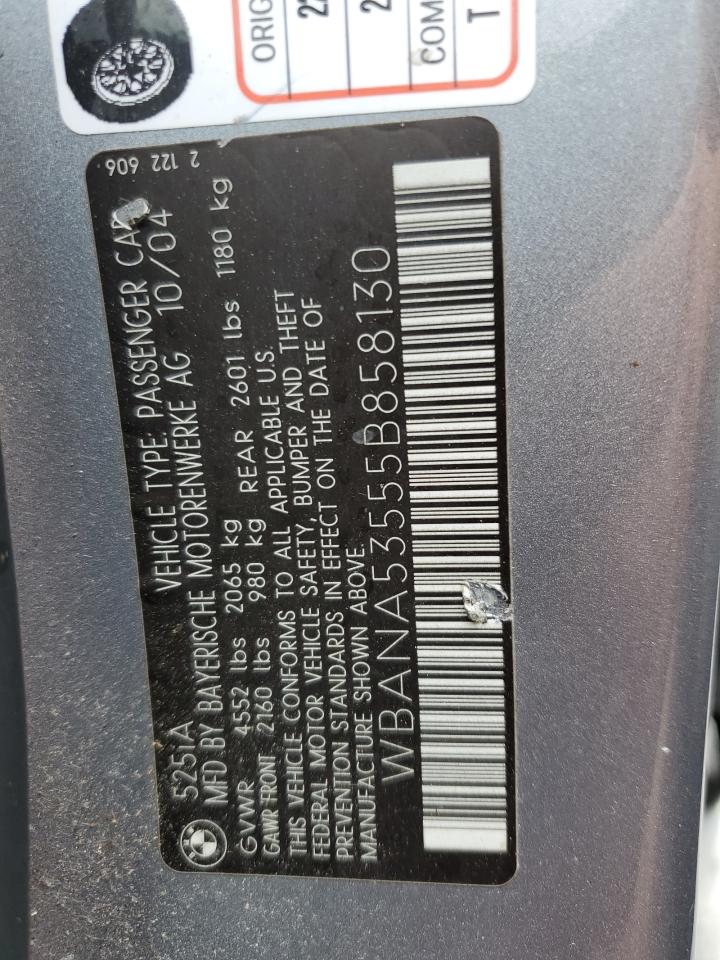 ORIG
22
2
COM
T
2 122 606
525iA VEHICLE TYPE: PASSENGER CAR
MFD BY BAYERISCHE MOTORENWERKE AG 10/04
GVWR 4552 lbs 2065 kg
GAWR FRONT 2160 lbs 980 kg REAR 2601 lbs 1180 kg
THIS VEHICLE CONFORMS TO ALL APPLICABLE U.S.
FEDERAL MOTOR VEHICLE SAFETY, BUMPER AND THEFT
PREVENTION STANDARDS IN EFFECT ON THE DATE OF
MANUFACTURE SHOWN ABOVE.
WBANA53555B858130